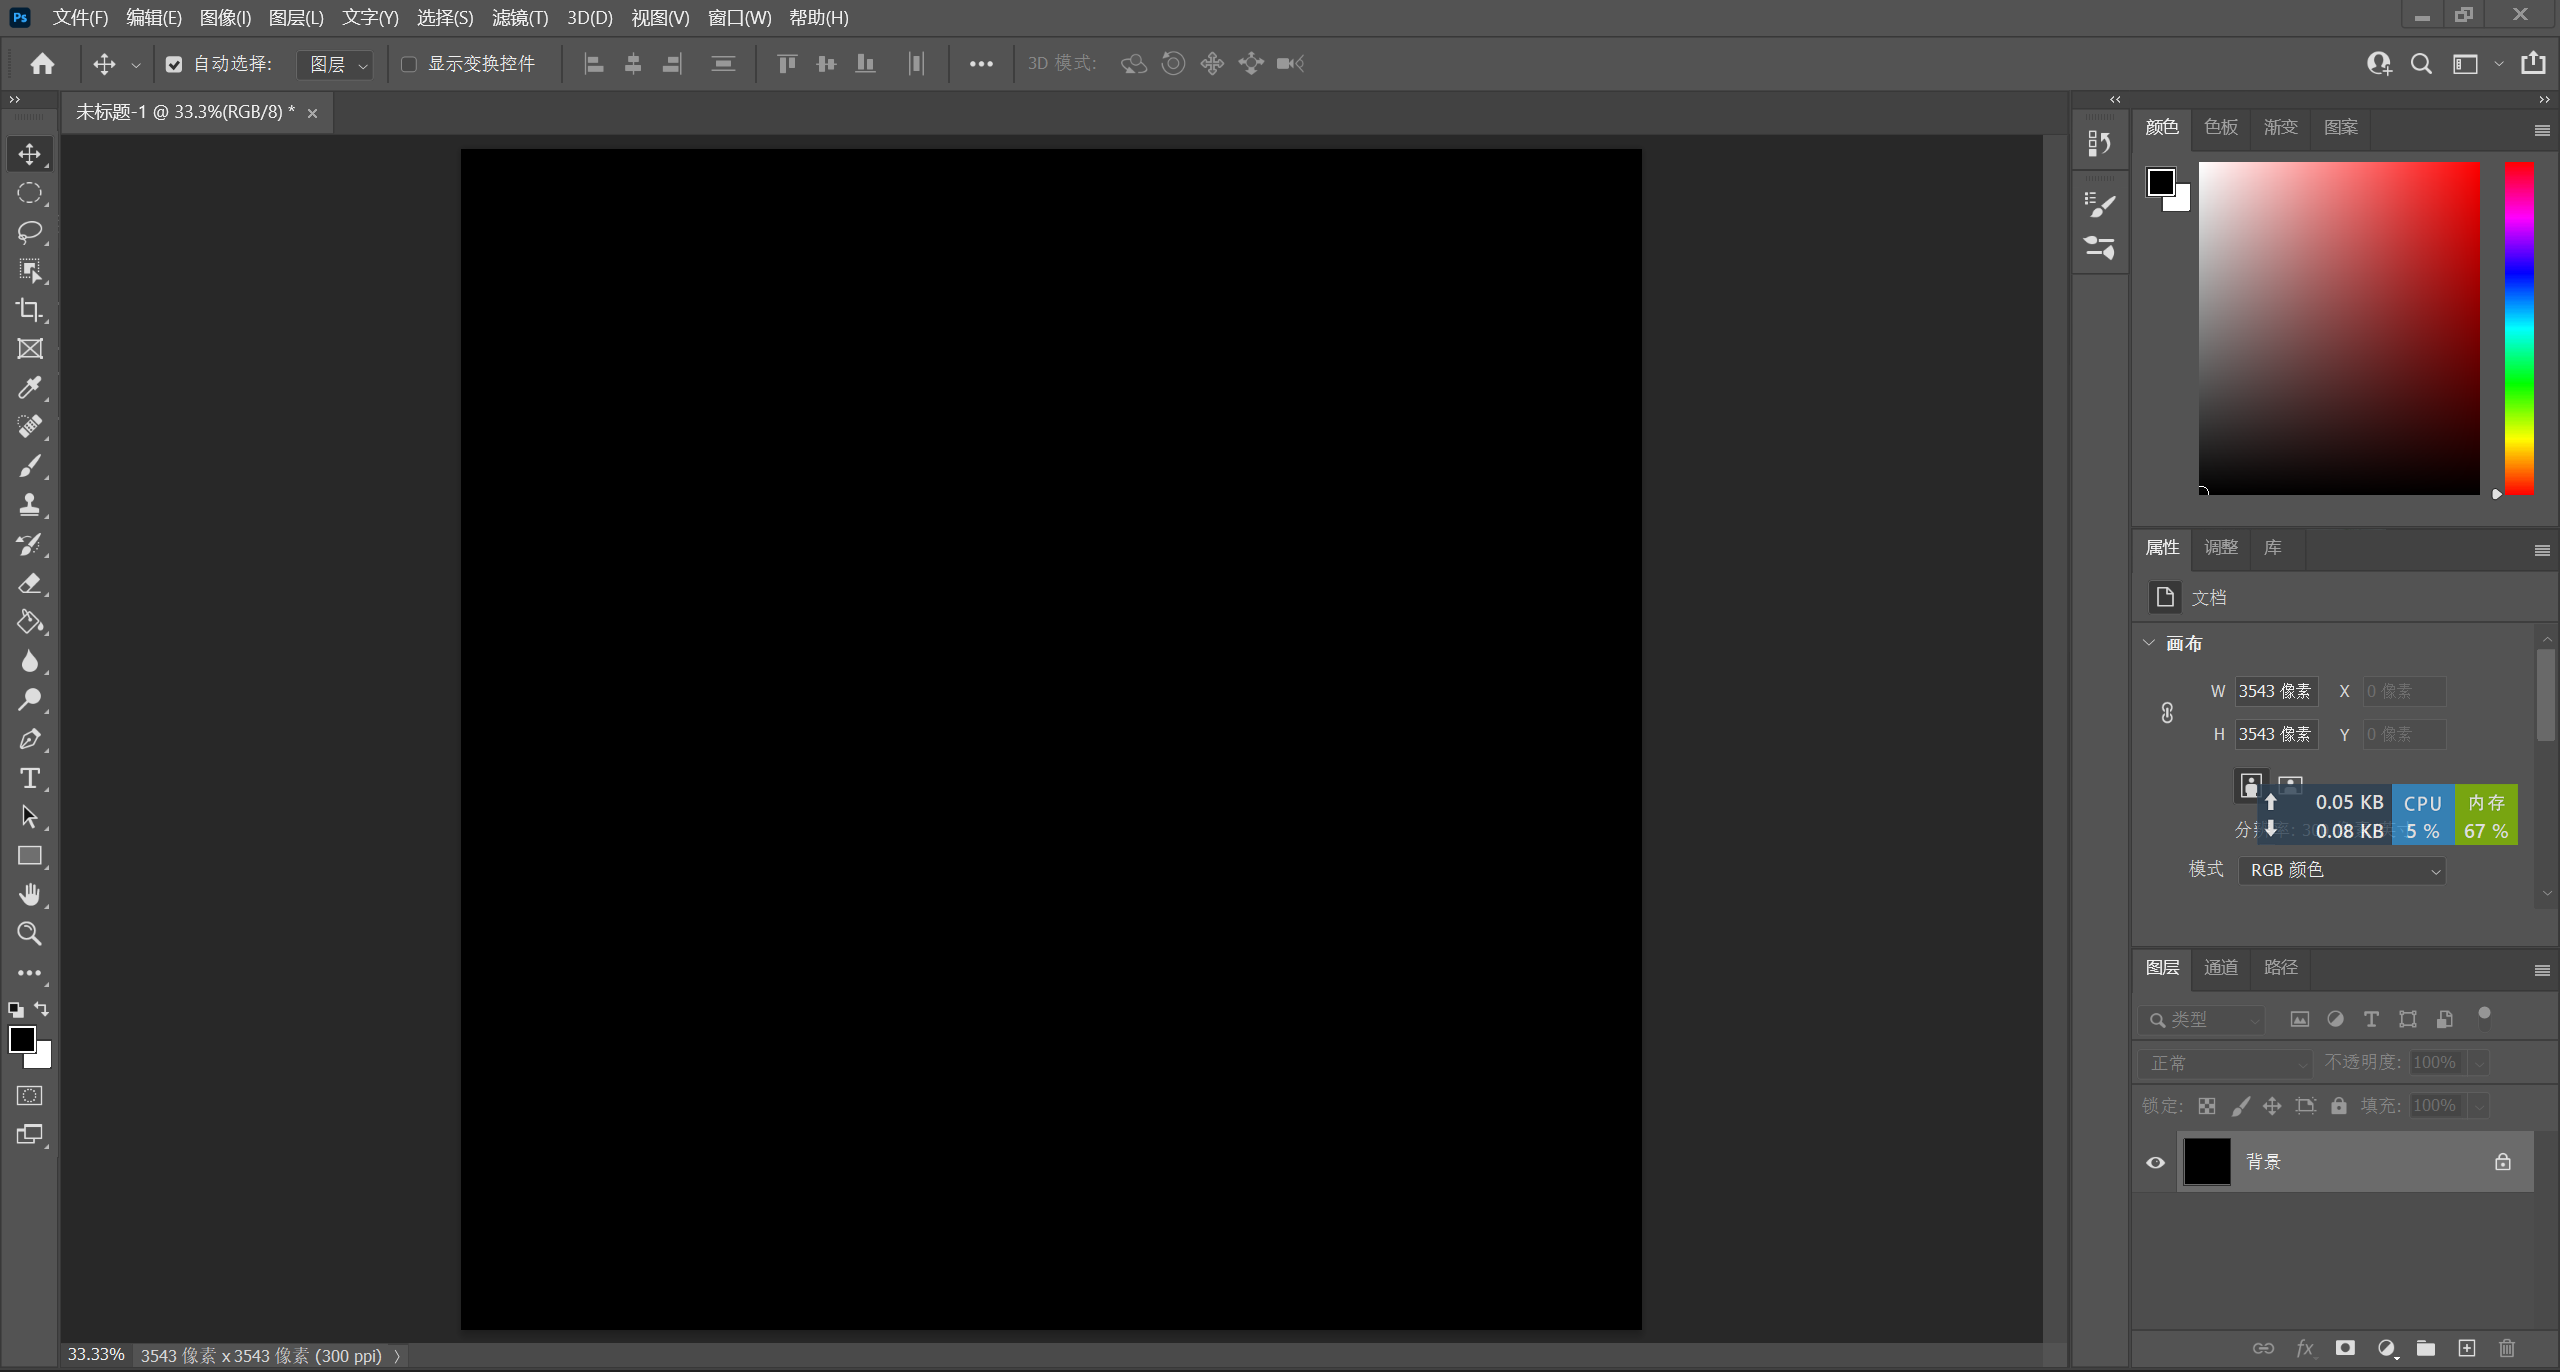 Ps 文件(F) 编辑(E) 图像(I) 图层(L) 文字(Y) 选择(S) 滤镜(T) 3D(D) 视图(V) 窗口(W) 帮助(H)
自动选择: 图层 显示变换控件 3D 模式:
未标题-1 @ 33.3%(RGB/8) *
颜色 色板 渐变 图案
属性 调整 库
文档
画布
W 3543 像素 X 0 像素
H 3543 像素 Y 0 像素
0.05 KB CPU 内存
0.08 KB 5 % 67 %
模式 RGB 颜色
图层 通道 路径
类型
正常 不透明度: 100%
锁定: 填充: 100%
背景
fx
33.33% 3543 像素 x 3543 像素 (300 ppi)